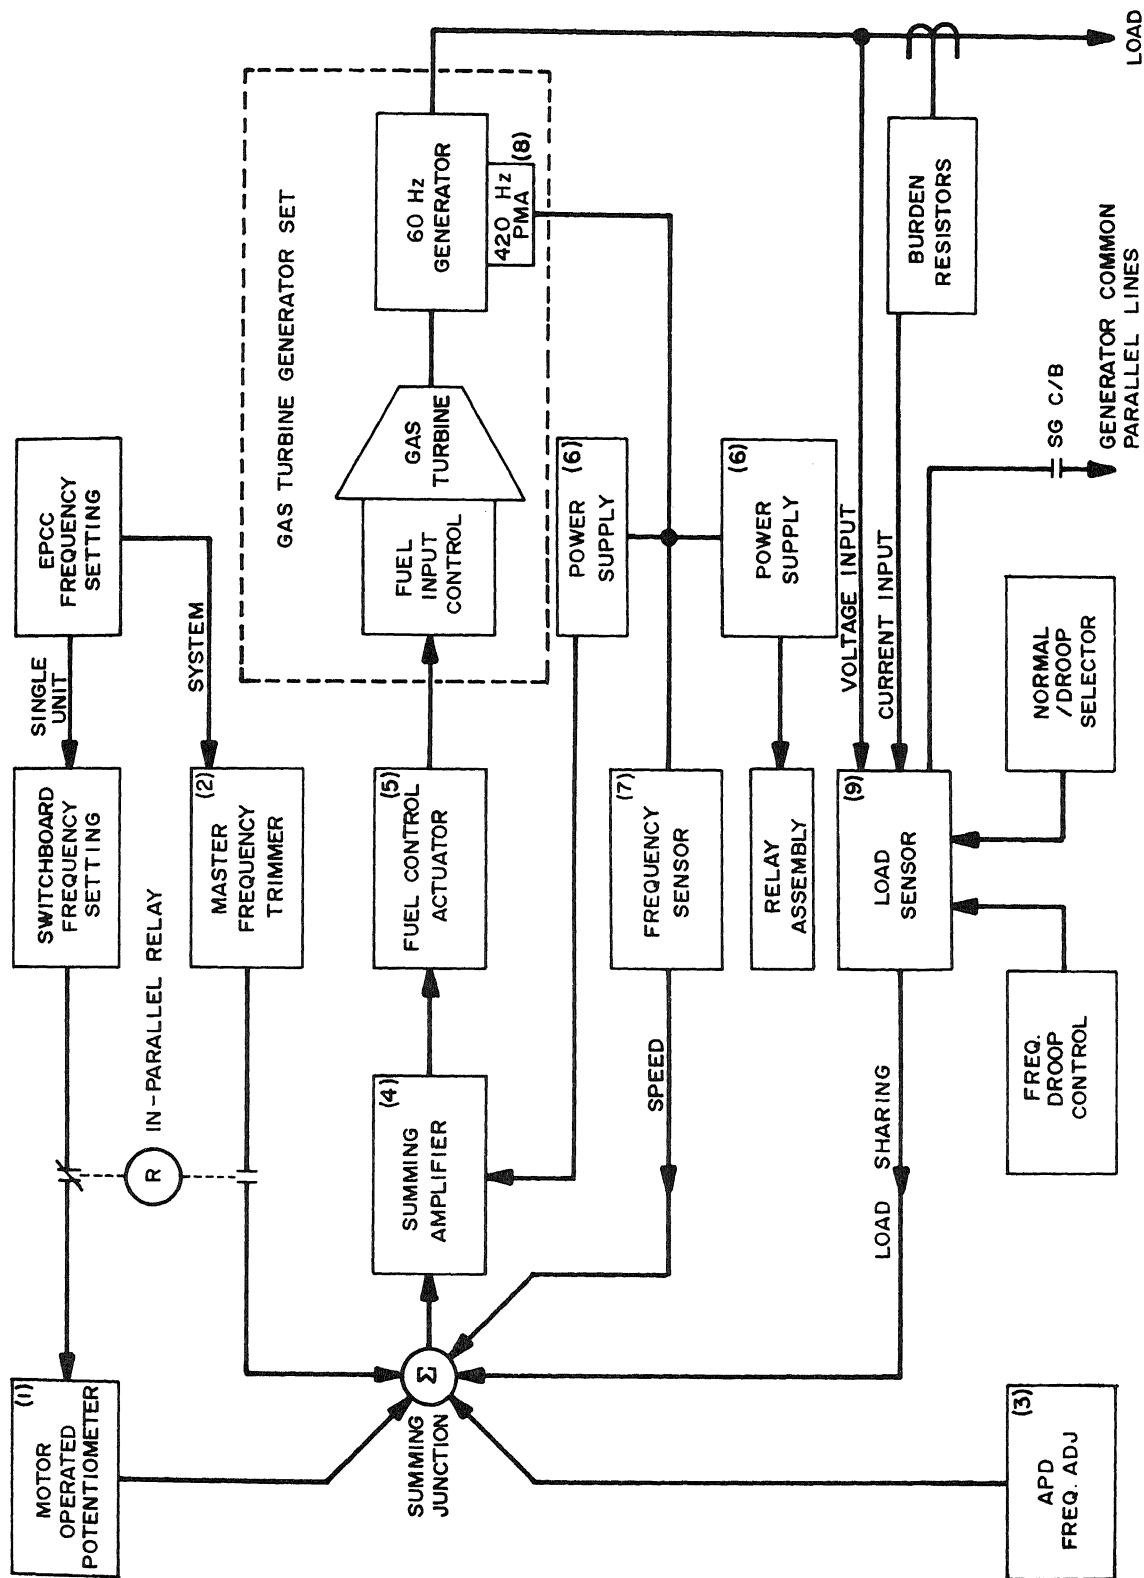 MOTOR
OPERATED
POTENTIOMETER
(1)
SWITCHBOARD
FREQUENCY
SETTING
SINGLE
UNIT
EPCC
FREQUENCY
SETTING
IN-PARALLEL RELAY
R
MASTER
FREQUENCY
TRIMMER
(2)
SYSTEM
GAS TURBINE GENERATOR SET
SUMMING
JUNCTION
Σ
SUMMING
AMPLIFIER
(4)
FUEL CONTROL
ACTUATOR
(5)
FUEL
INPUT
CONTROL
GAS
TURBINE
60 Hz
GENERATOR
420 Hz
PMA
(8)
POWER
SUPPLY
(6)
SPEED
FREQUENCY
SENSOR
(7)
POWER
SUPPLY
(6)
RELAY
ASSEMBLY
VOLTAGE INPUT
CURRENT INPUT
LOAD SHARING
LOAD
SENSOR
(9)
BURDEN
RESISTORS
APD
FREQ. ADJ
(3)
FREQ.
DROOP
CONTROL
NORMAL
/DROOP
SELECTOR
SG C/B
GENERATOR COMMON
PARALLEL LINES
LOAD